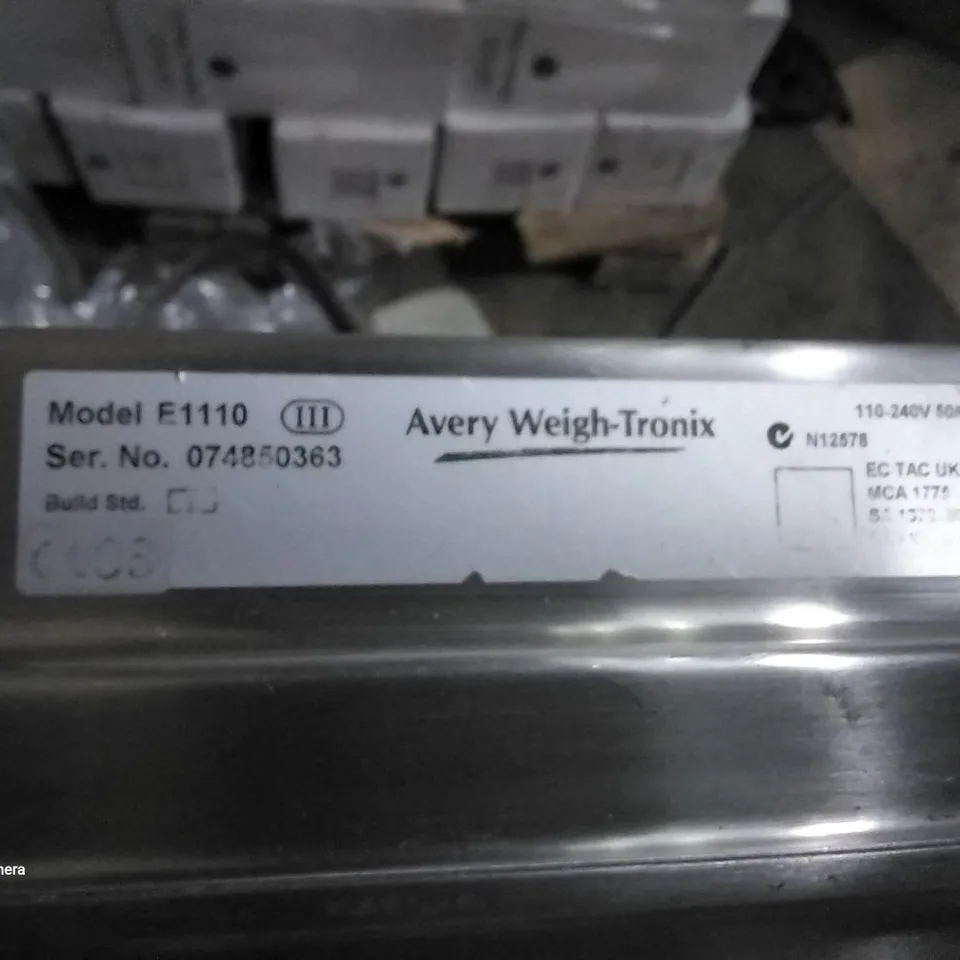 Model E1110 III
Ser. No. 074850363
Build Std.
Avery Weigh-Tronix
110-240V
N12578
EC TAC UK
MCA 1775
nera